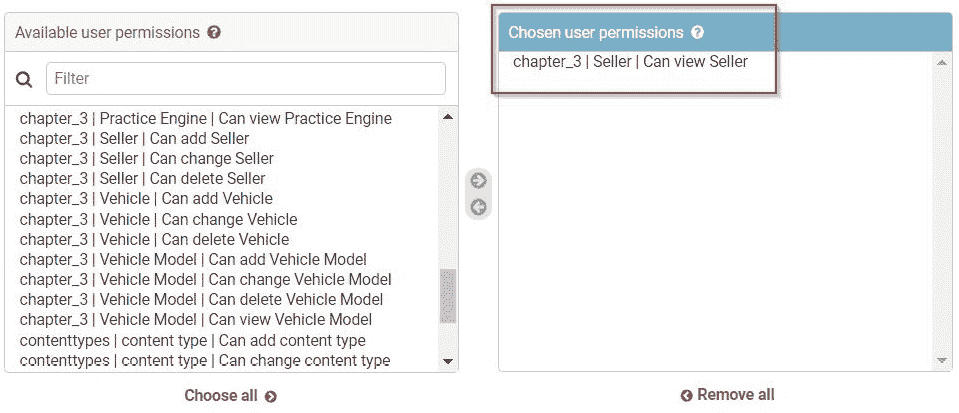 Available user permissions
Filter
chapter_3 | Practice Engine | Can view Practice Engine
chapter_3 | Seller | Can add Seller
chapter_3 | Seller | Can change Seller
chapter_3 | Seller | Can delete Seller
chapter_3 | Vehicle | Can add Vehicle
chapter_3 | Vehicle | Can change Vehicle
chapter_3 | Vehicle | Can delete Vehicle
chapter_3 | Vehicle Model | Can add Vehicle Model
chapter_3 | Vehicle Model | Can change Vehicle Model
chapter_3 | Vehicle Model | Can delete Vehicle Model
chapter_3 | Vehicle Model | Can view Vehicle Model
contenttypes | content type | Can add content type
contenttypes | content type | Can change content type
Choose all
Chosen user permissions
chapter_3 | Seller | Can view Seller
Remove all